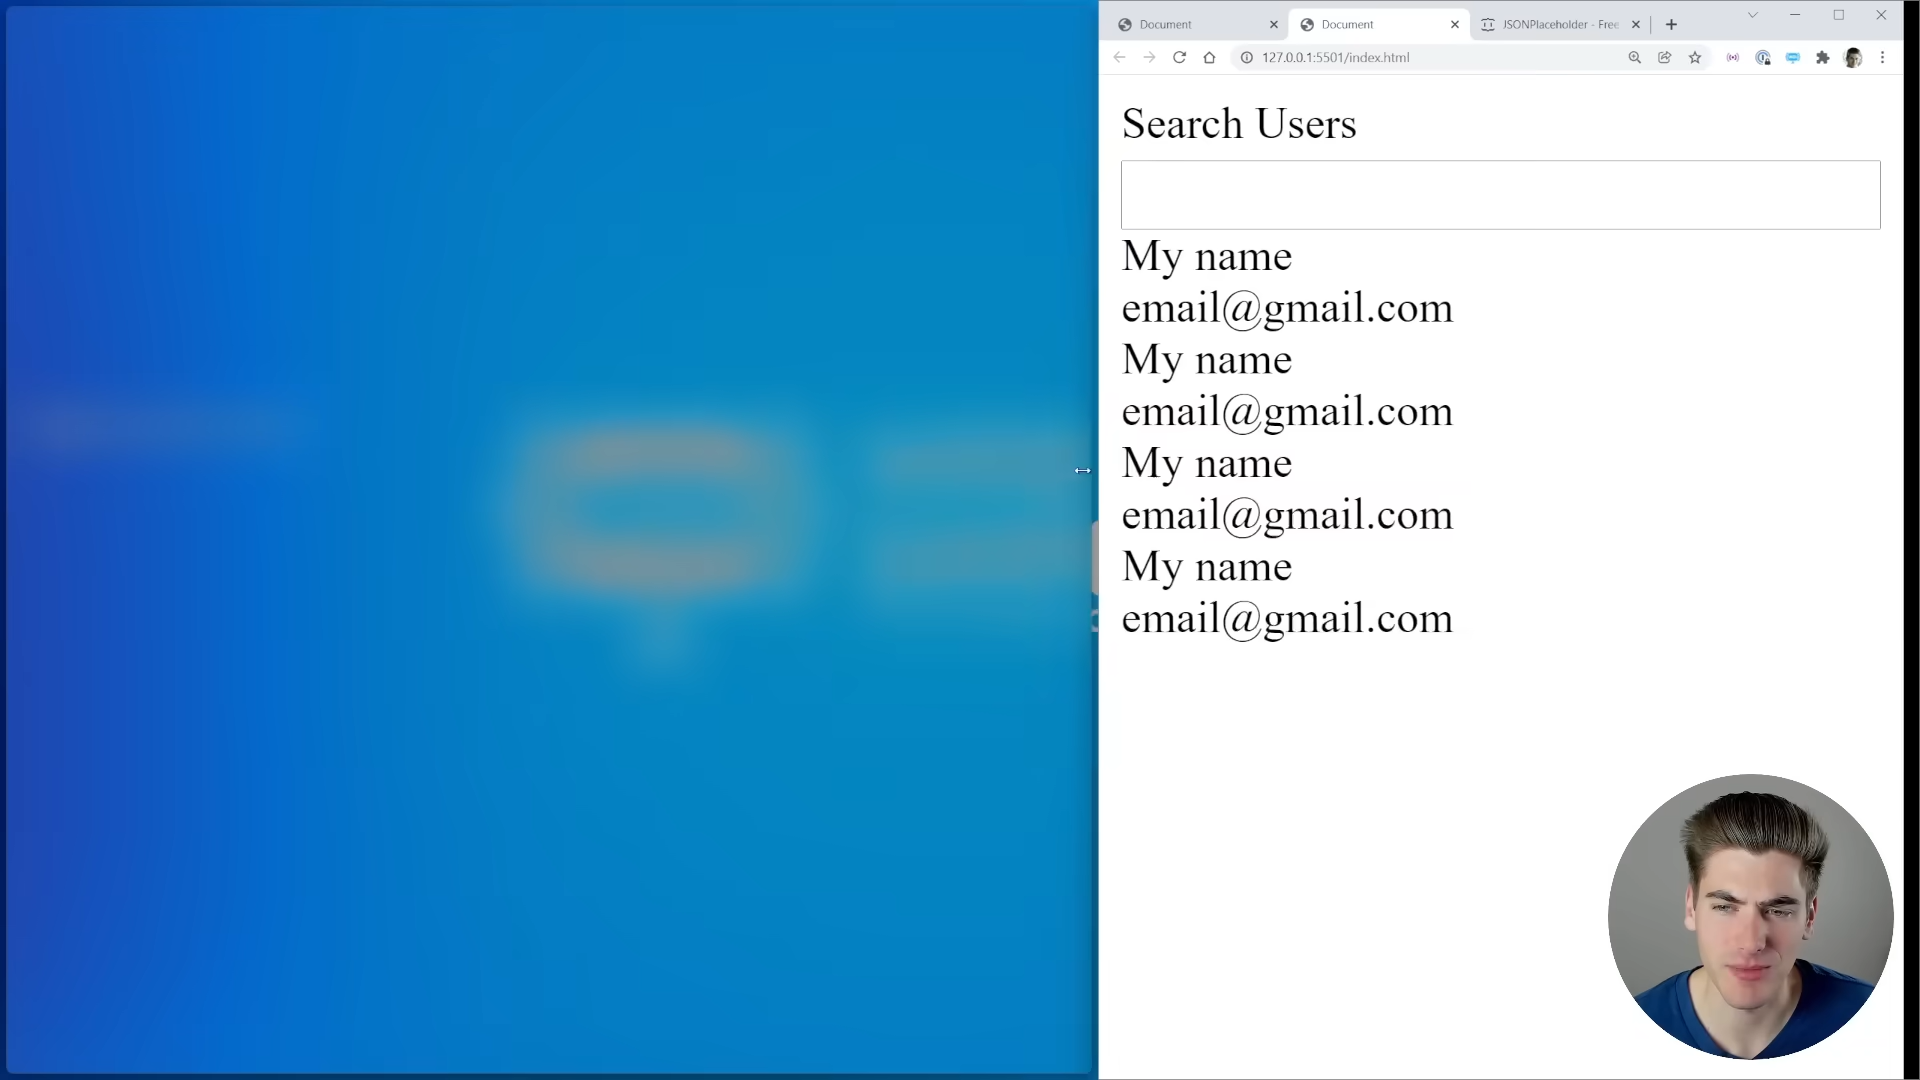 Document
Document
JSONPlaceholder - Free
127.0.0.1:5501/index.html
Search Users
My name
email@gmail.com
My name
email@gmail.com
My name
email@gmail.com
My name
email@gmail.com